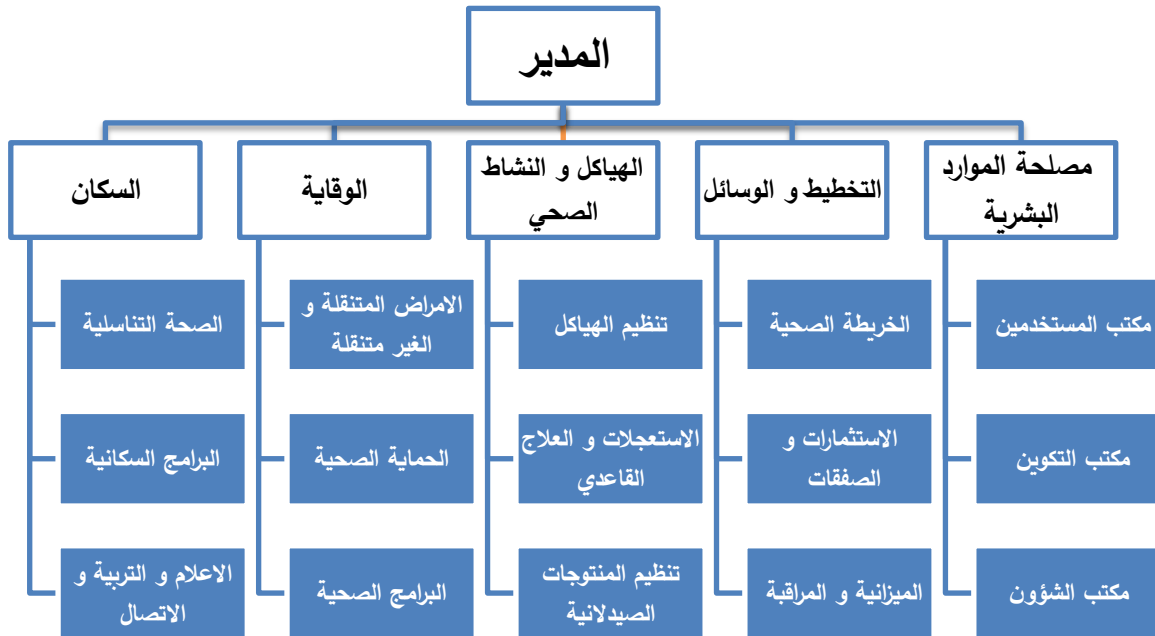 المدير
مصلحة الموارد
البشرية
التخطيط و الوسائل
الهياكل و النشاط
الصحي
الوقاية
السكان
مكتب المستخدمين
الخريطة الصحية
تنظيم الهياكل
الامراض المتنقلة و
الغير متنقلة
الصحة التناسلية
مكتب التكوين
الاستثمارات و
الصفقات
الاستعجلات و العلاج
القاعدي
الحماية الصحية
البرامج السكانية
مكتب الشؤون
الميزانية و المراقبة
تنظيم المنتوجات
الصيدلانية
البرامج الصحية
الاعلام و التربية و
الاتصال